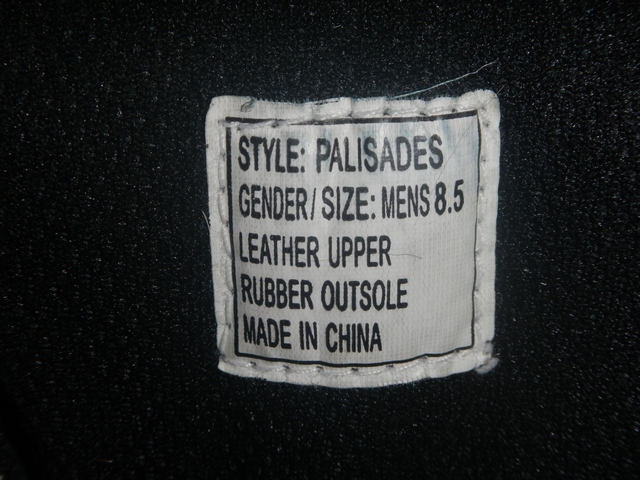 STYLE: PALISADES
GENDER/SIZE: MENS 8.5
LEATHER UPPER
RUBBER OUTSOLE
MADE IN CHINA